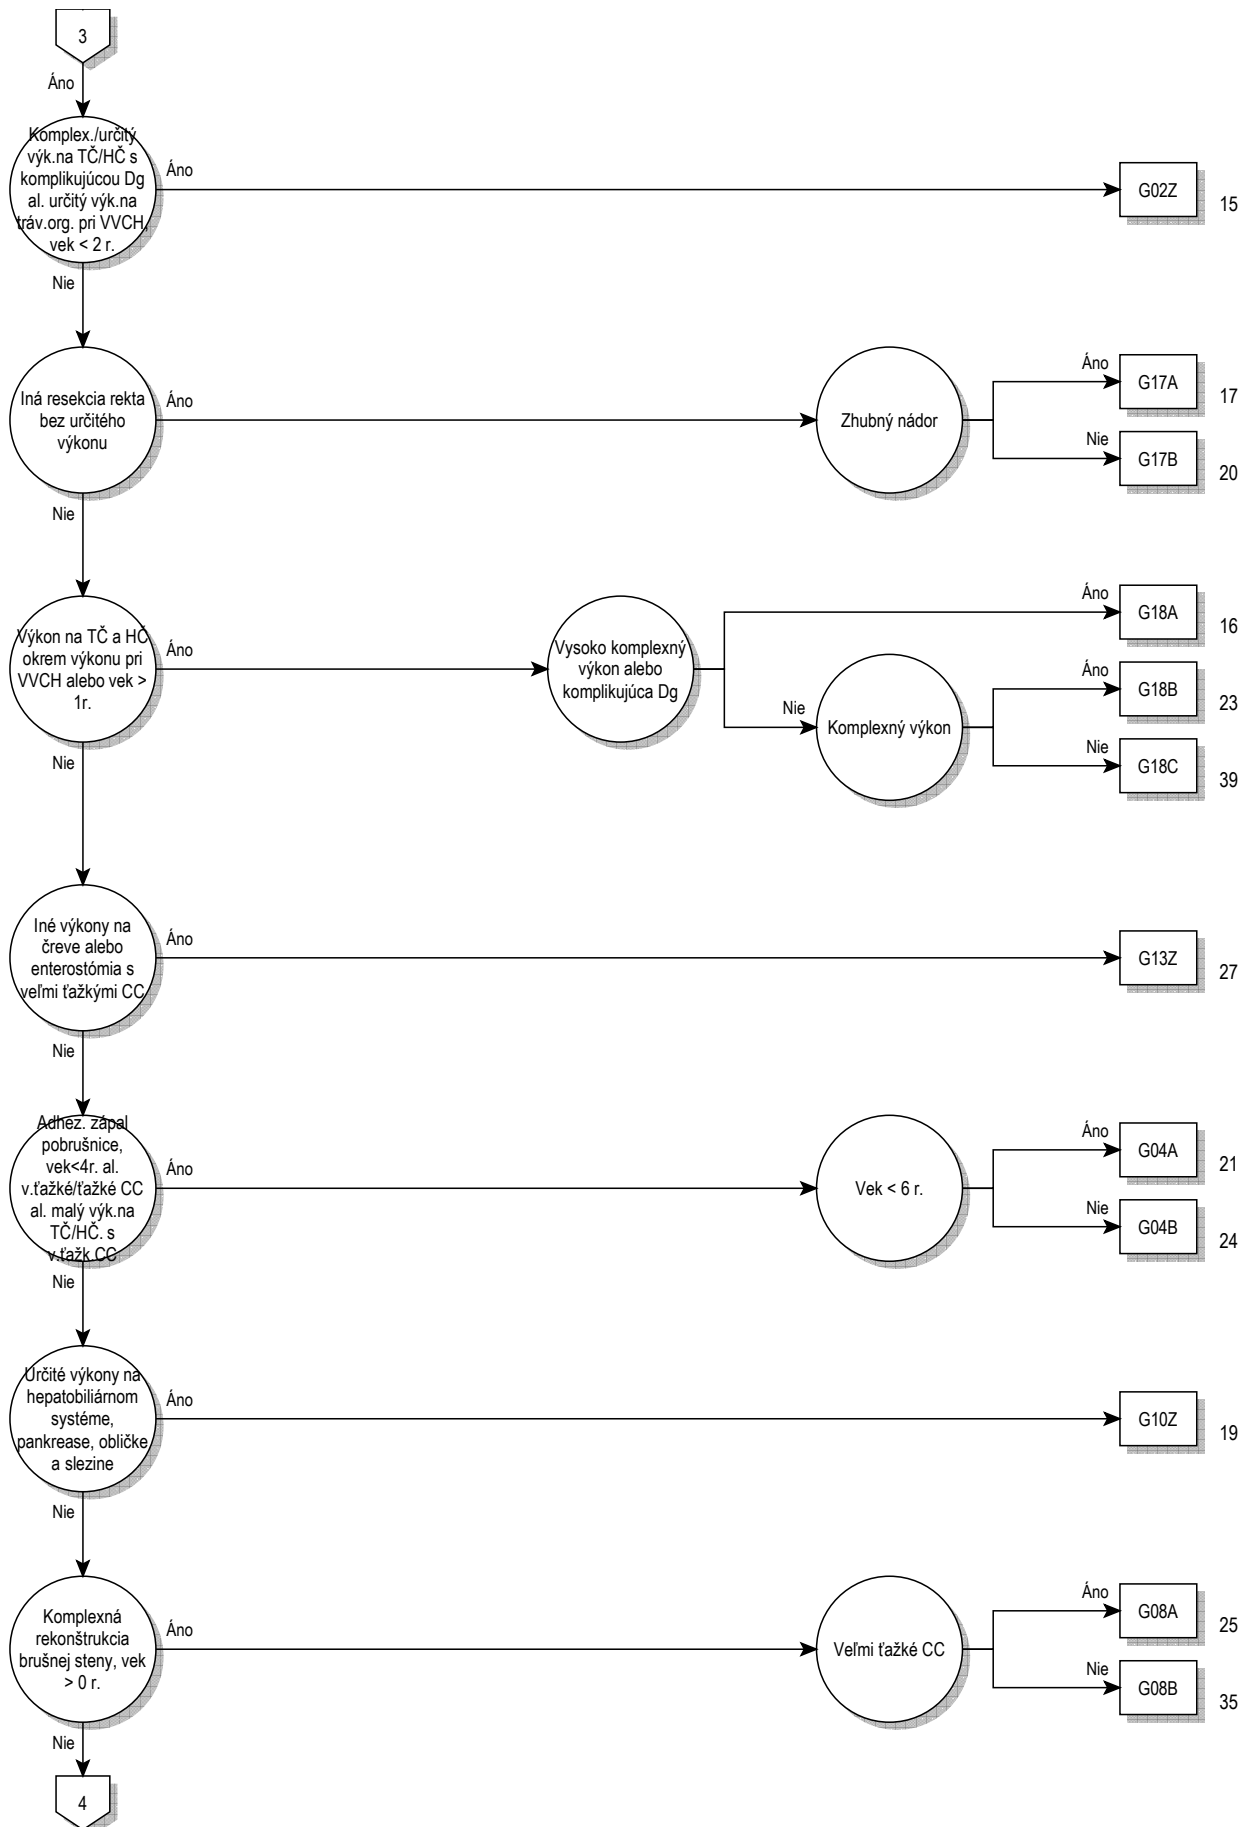 3
Áno
Komplex./určitý
výk.na TČ/HČ s
komplikujúcou Dg
al. určitý výk.na
tráv.org. pri VVCH,
vek < 2 r.
Áno
G02Z
15
Nie
Iná resekcia rekta
bez určitého
výkonu
Áno
Zhubný nádor
Áno
G17A
17
Nie
G17B
20
Nie
Výkon na TČ a HČ
okrem výkonu pri
VVCH alebo vek >
1r.
Áno
Vysoko komplexný
výkon alebo
komplikujúca Dg
Áno
G18A
16
Nie
Komplexný výkon
Áno
G18B
23
Nie
G18C
39
Nie
Iné výkony na
čreve alebo
enterostómia s
veľmi ťažkými CC
Áno
G13Z
27
Nie
Adhez. zápal
pobrušnice,
vek<4r. al.
v.ťažké/ťažké CC
al. malý výk.na
TČ/HČ. s
v.ťažk.CC
Áno
Vek < 6 r.
Áno
G04A
21
Nie
G04B
24
Nie
Určité výkony na
hepatobiliárnom
systéme,
pankrease, obličke
a slezine
Áno
G10Z
19
Nie
Komplexná
rekonštrukcia
brušnej steny, vek
> 0 r.
Áno
Veľmi ťažké CC
Áno
G08A
25
Nie
G08B
35
Nie
4